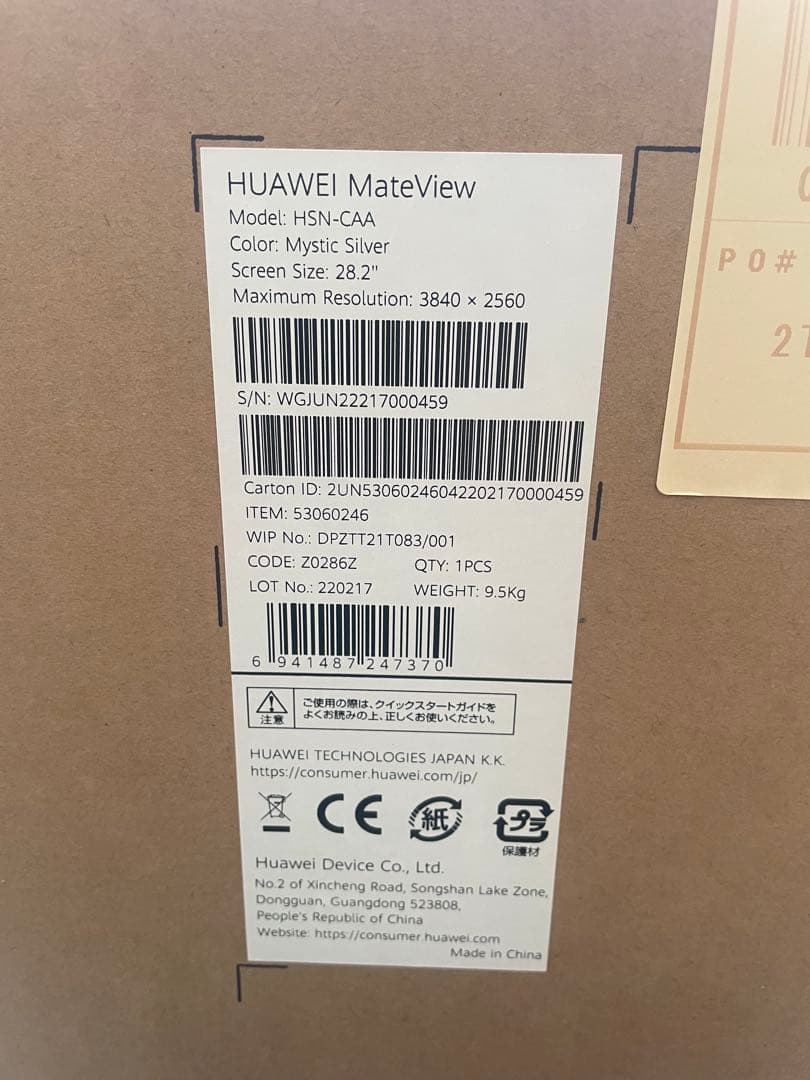 HUAWEI MateView
Model: HSN-CAA
Color: Mystic Silver
Screen Size: 28.2"
Maximum Resolution: 3840 × 2560
S/N: WGJUN22217000459
Carton ID: 2UN53060246042202170000459
ITEM: 53060246
WIP No.: DPZTT21T083/001
CODE: Z0286Z QTY: 1PCS
LOT No.: 220217 WEIGHT: 9.5Kg
6 941487 247370
注意
ご使用の際は、クイックスタートガイドを
よくお読みの上、正しくお使いください。
HUAWEI TECHNOLOGIES JAPAN K.K.
https://consumer.huawei.com/jp/
CE
紙
プラ
保護材
Huawei Device Co., Ltd.
No.2 of Xincheng Road, Songshan Lake Zone,
Dongguan, Guangdong 523808,
People's Republic of China
Website: https://consumer.huawei.com
Made in China
PO#